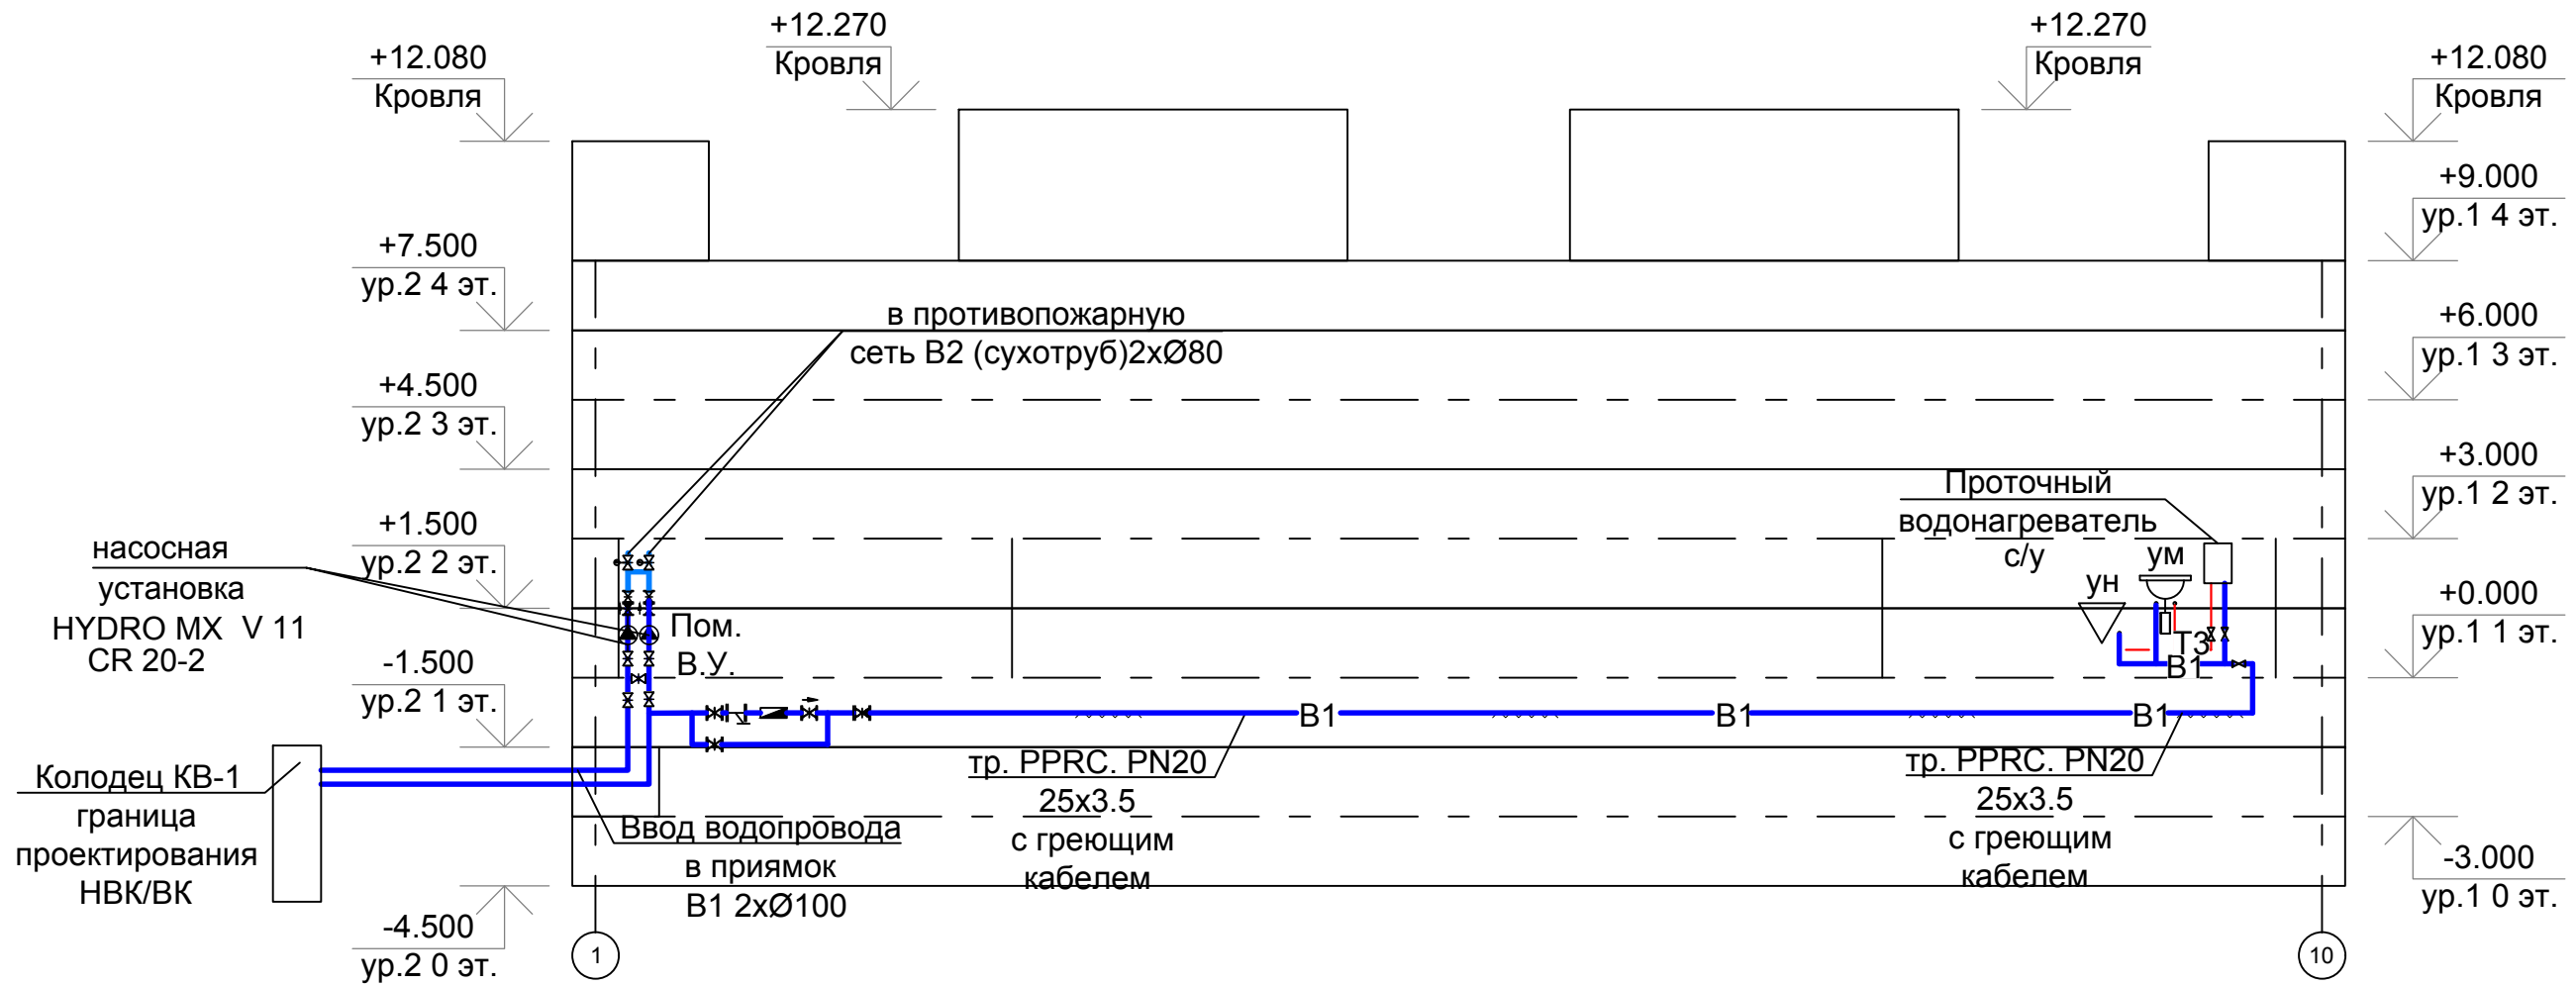 +12.270
Кровля
+12.270
Кровля
+12.080
Кровля
+12.080
Кровля
+9.000
ур.1 4 эт.
+7.500
ур.2 4 эт.
в противопожарную
сеть В2 (сухотруб)2хØ80
+6.000
ур.1 3 эт.
+4.500
ур.2 3 эт.
+3.000
ур.1 2 эт.
Проточный
водонагреватель
с/у
+1.500
ур.2 2 эт.
насосная
установка
HYDRO MX V 11
CR 20-2
ун
ум
+0.000
ур.1 1 эт.
Пом.
В.У.
Т3
В1
-1.500
ур.2 1 эт.
В1
В1
В1
тр. PPRC. PN20
25х3.5
с греющим
кабелем
тр. PPRC. PN20
25х3.5
с греющим
кабелем
Колодец КВ-1
граница
проектирования
НВК/ВК
Ввод водопровода
в приямок
В1 2хØ100
-3.000
ур.1 0 эт.
-4.500
ур.2 0 эт.
1
10